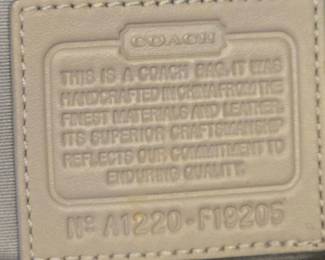 COACH
THIS IS A COACH BAG. IT WAS
HANDCRAFTED IN CHINA FROM THE
FINEST MATERIALS AND LEATHER.
ITS SUPERIOR CRAFTSMANSHIP
REFLECTS OUR COMMITMENT TO
ENDURING QUALITY.
Nº A1220-F19205